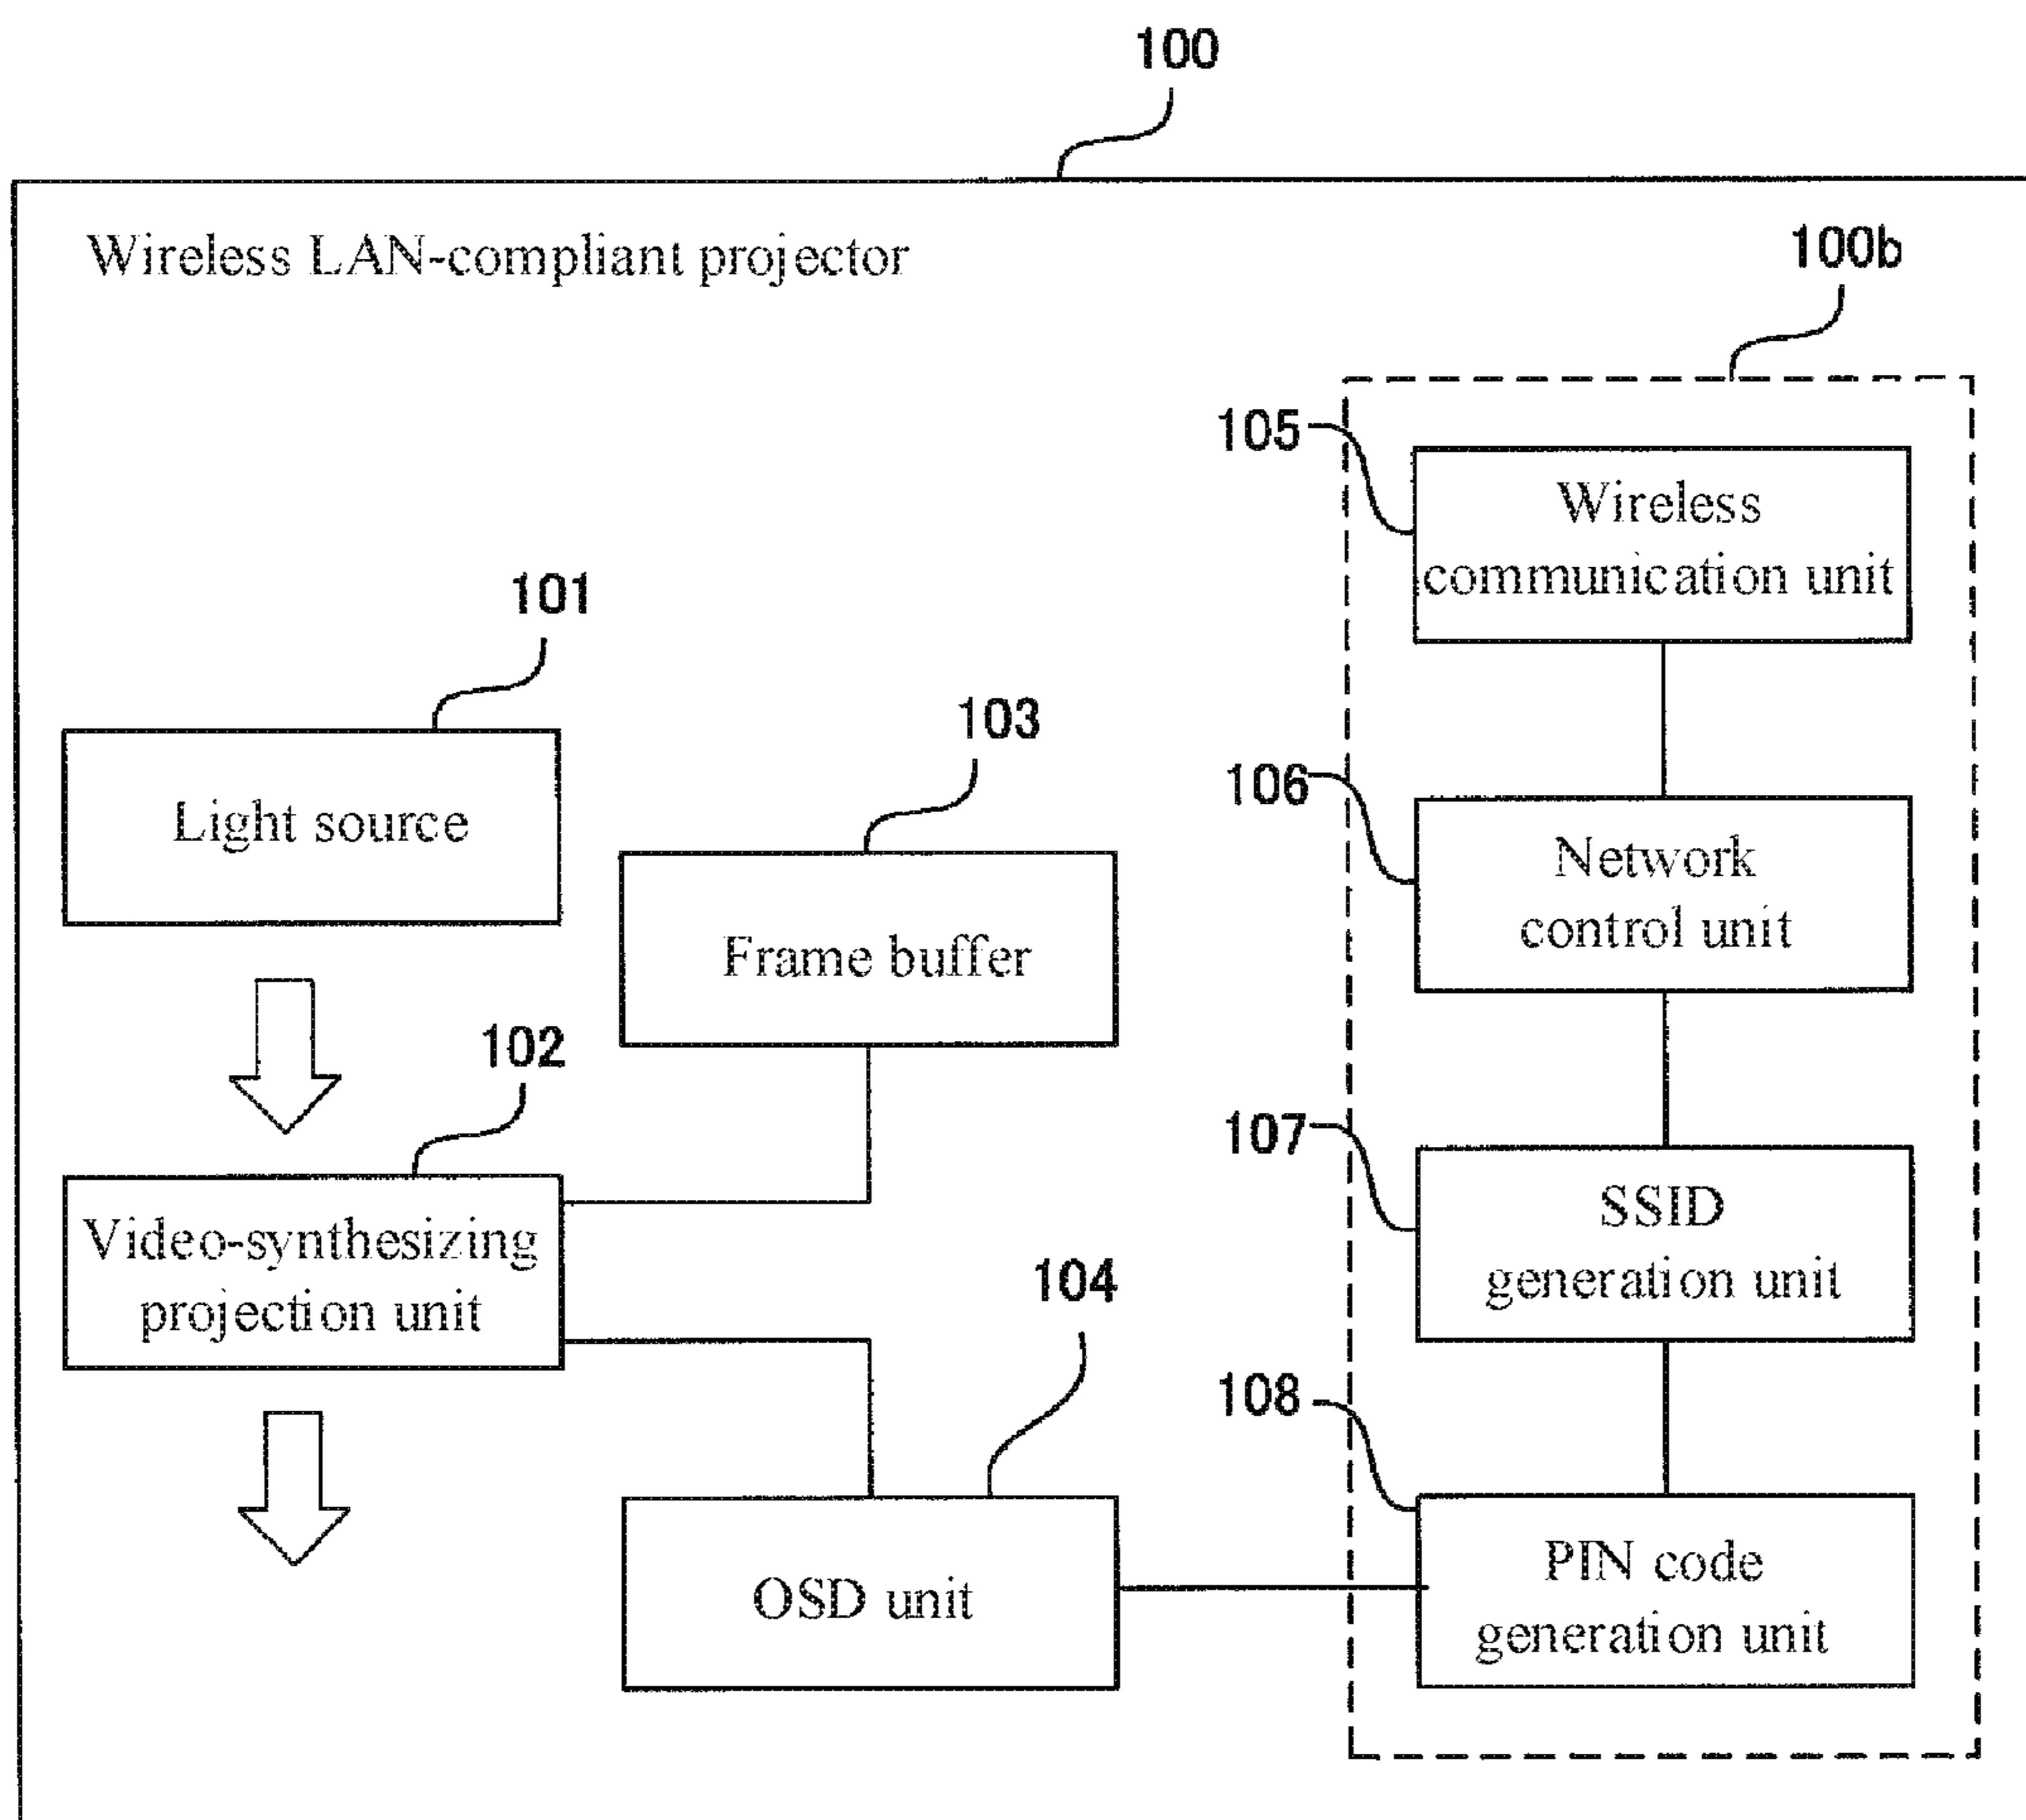 100
Wireless LAN-compliant projector
100b
105
Wireless
communication unit
101
Light source
103
Frame buffer
106
Network
control unit
102
Video-synthesizing
projection unit
107
SSID
generation unit
104
OSD unit
108
PIN code
generation unit